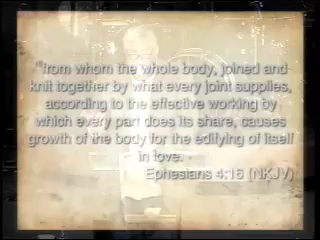 "from whom the whole body, joined and
knit together by what every joint supplies,
according to the effective working by
which every part does its share, causes
growth of the body for the edifying of itself
in love. -
Ephesians 4:16 (NKJV)